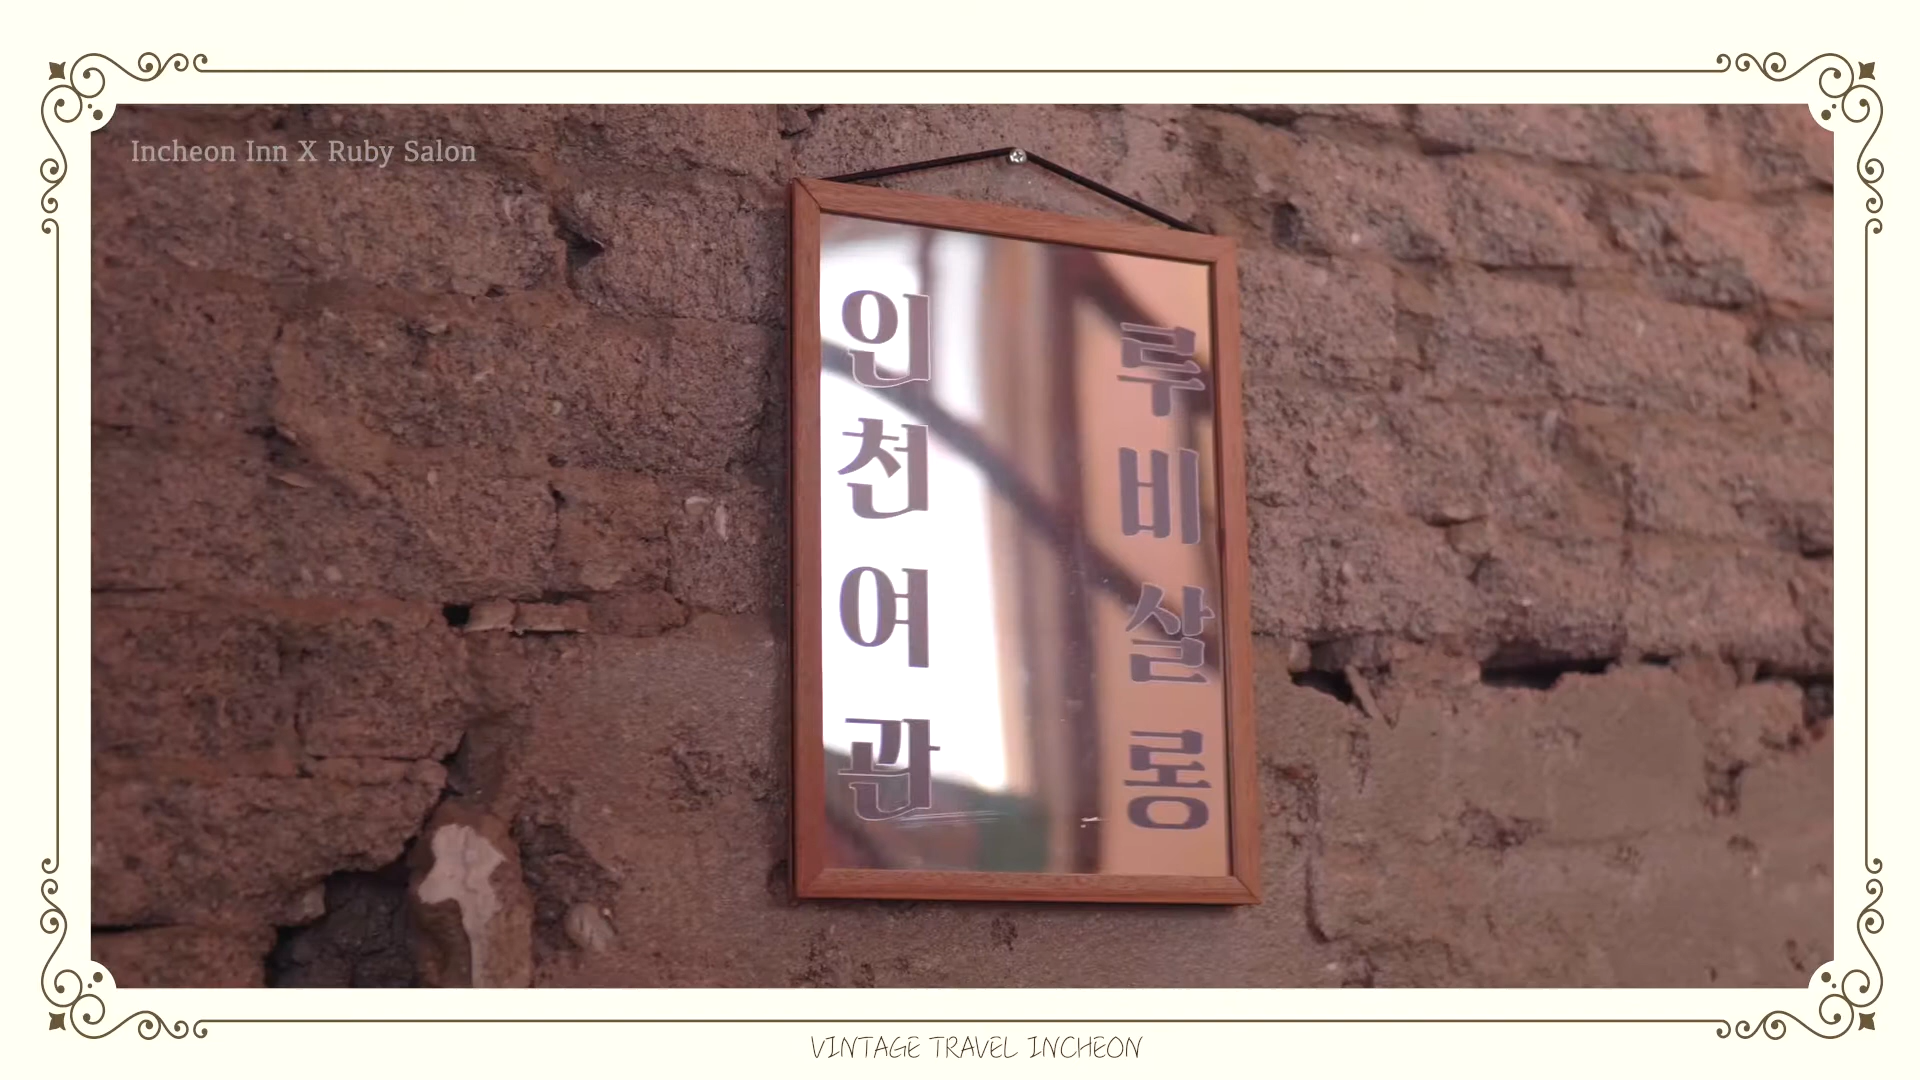 Incheon Inn X Ruby Salon
인천여관
루비살롱
VINTAGE TRAVEL INCHEON